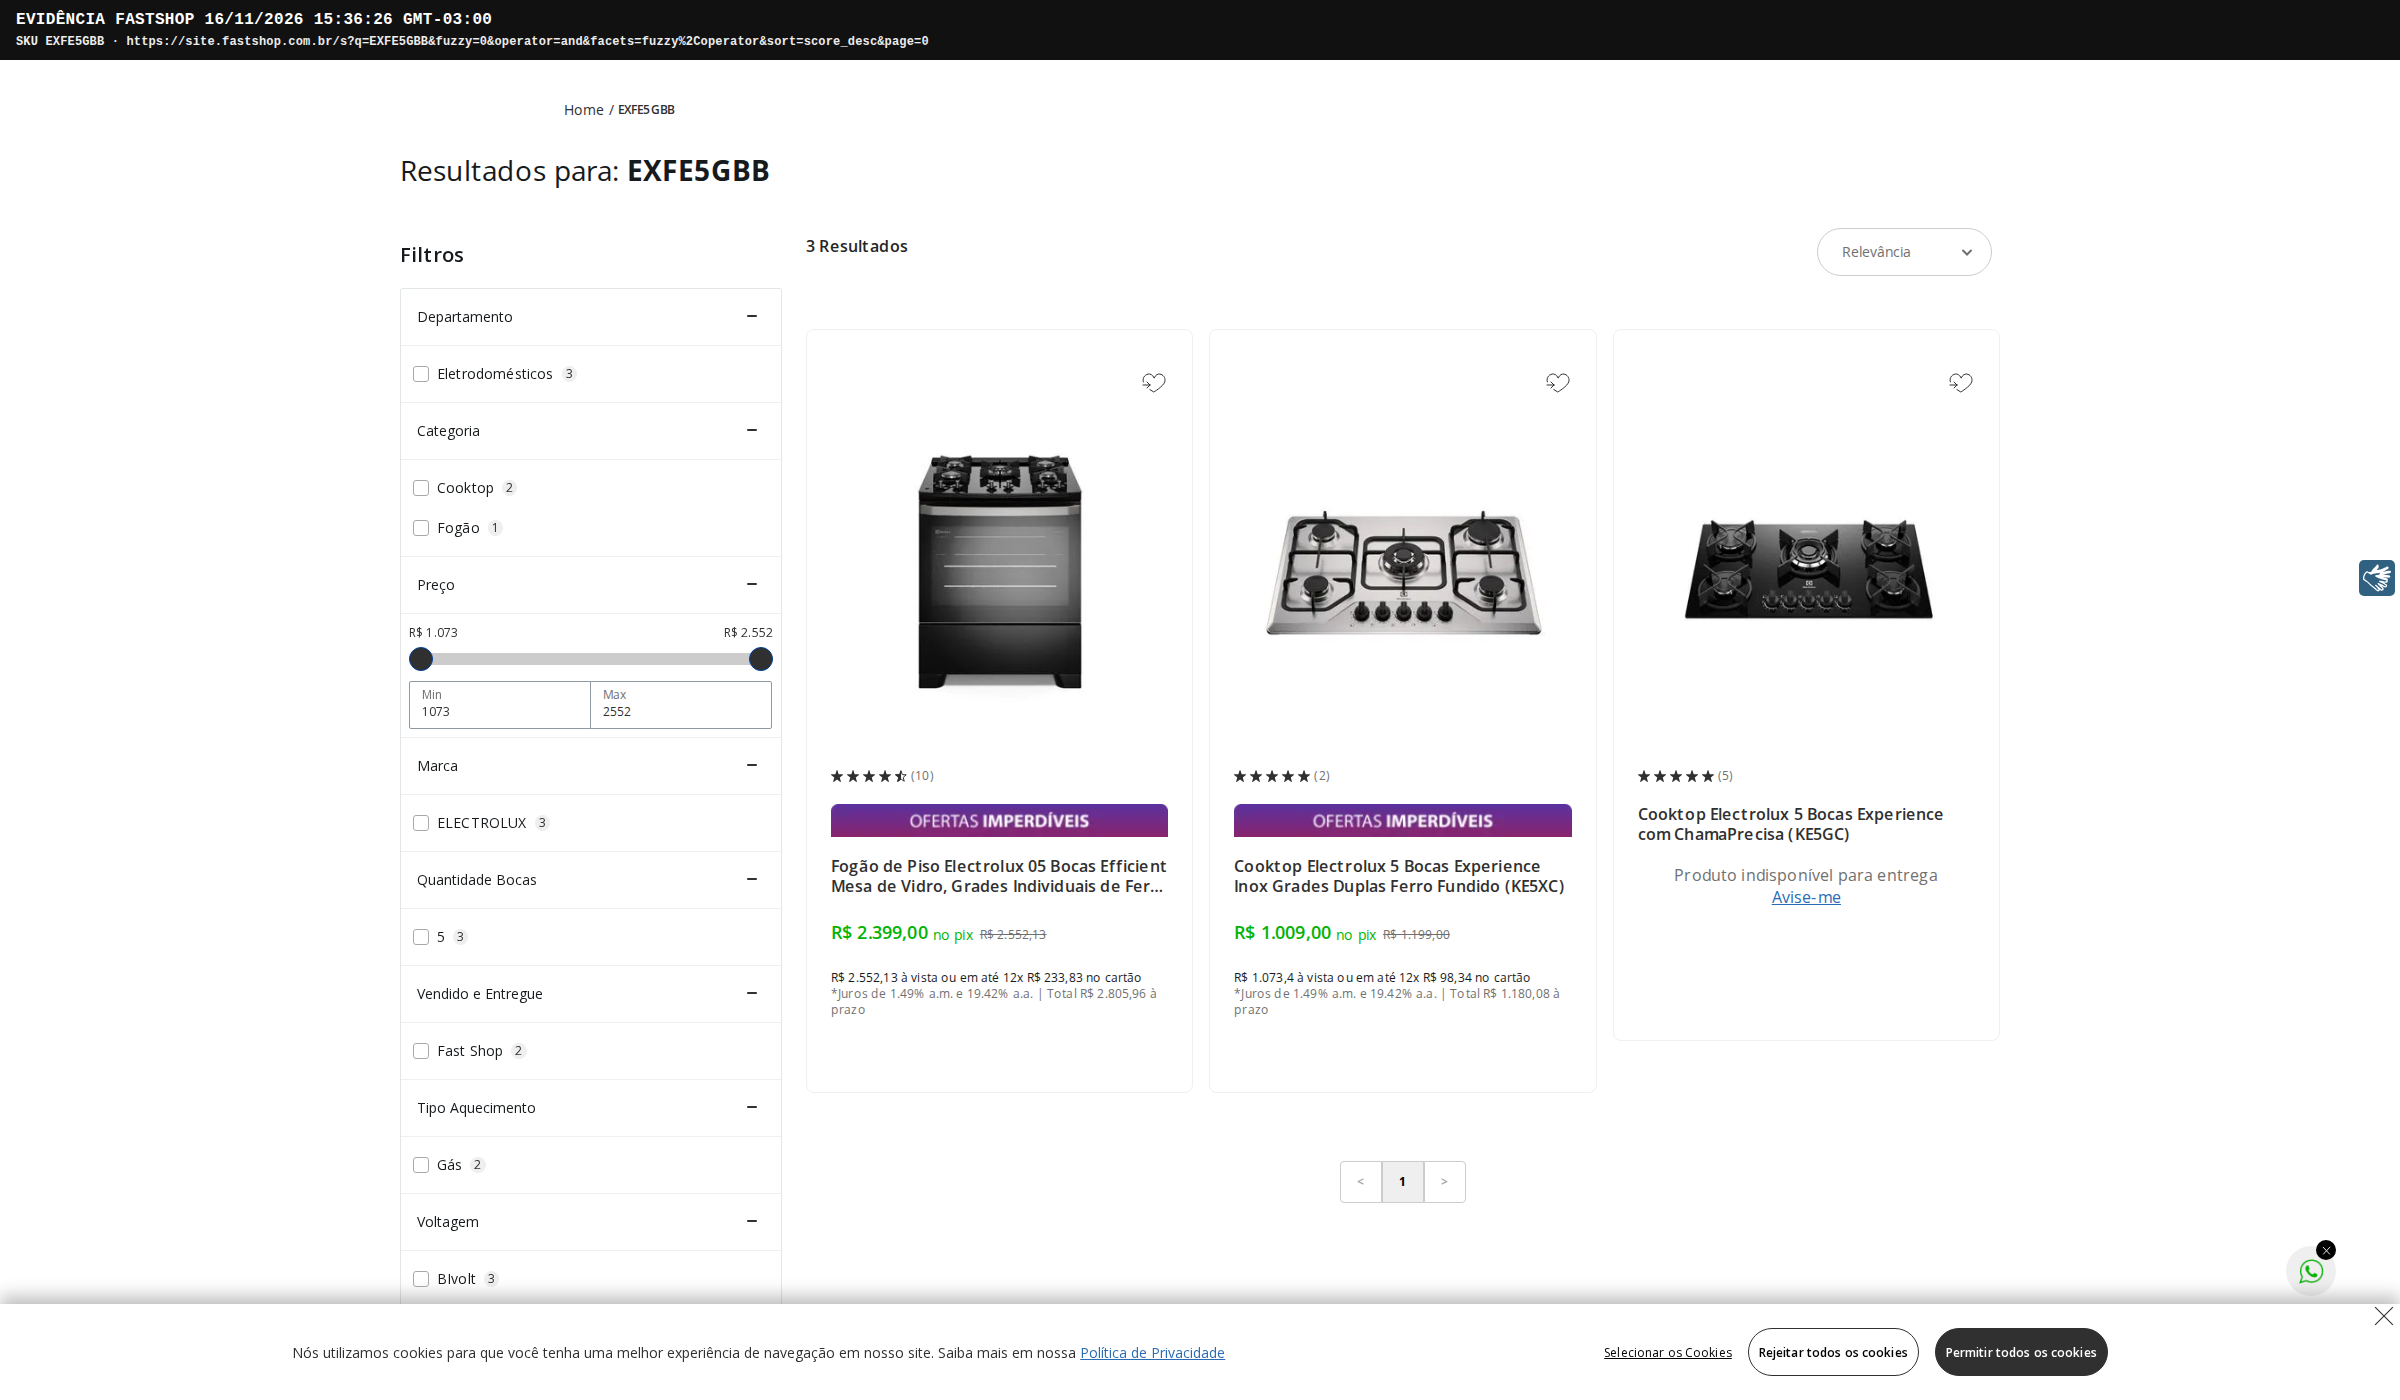 EVIDÊNCIA FASTSHOP 16/11/2026 15:36:26 GMT-03:00
SKU EXFE5GBB · https://site.fastshop.com.br/s?q=EXFE5GBB&fuzzy=0&operator=and&facets=fuzzy%2Coperator&sort=score_desc&page=0
Home / EXFE5GBB
Resultados para: EXFE5GBB
Filtros
Departamento
Eletrodomésticos 3
Categoria
Cooktop 2
Fogão 1
Preço
R$ 1.073 R$ 2.552
Min Max
1073 2552
Marca
ELECTROLUX 3
Quantidade Bocas
5 3
Vendido e Entregue
Fast Shop 2
Tipo Aquecimento
Gás 2
Voltagem
BIvolt 3
3 Resultados
Relevância
(10)
OFERTAS IMPERDÍVEIS
Fogão de Piso Electrolux 05 Bocas Efficient
Mesa de Vidro, Grades Individuais de Fer...
R$ 2.399,00 no pix R$ 2.552,13
R$ 2.552,13 à vista ou em até 12x R$ 233,83 no cartão
*Juros de 1.49% a.m. e 19.42% a.a. | Total R$ 2.805,96 à
prazo
(2)
OFERTAS IMPERDÍVEIS
Cooktop Electrolux 5 Bocas Experience
Inox Grades Duplas Ferro Fundido (KE5XC)
R$ 1.009,00 no pix R$ 1.199,00
R$ 1.073,4 à vista ou em até 12x R$ 98,34 no cartão
*Juros de 1.49% a.m. e 19.42% a.a. | Total R$ 1.180,08 à
prazo
(5)
Cooktop Electrolux 5 Bocas Experience
com ChamaPrecisa (KE5GC)
Produto indisponível para entrega
Avise-me
< 1 >
Nós utilizamos cookies para que você tenha uma melhor experiência de navegação em nosso site. Saiba mais em nossa Política de Privacidade
Selecionar os Cookies
Rejeitar todos os cookies
Permitir todos os cookies